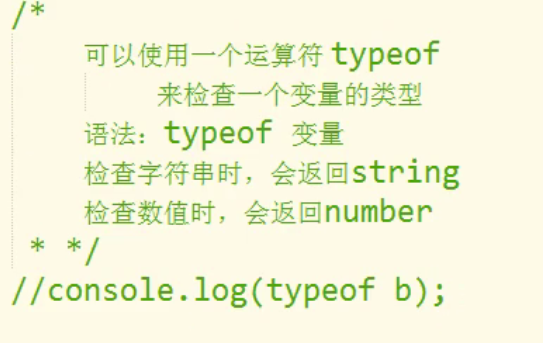 /*
可以使用一个运算符 typeof
来检查一个变量的类型
语法：typeof 变量
检查字符串时，会返回string
检查数值时，会返回number
* */
//console.log(typeof b);